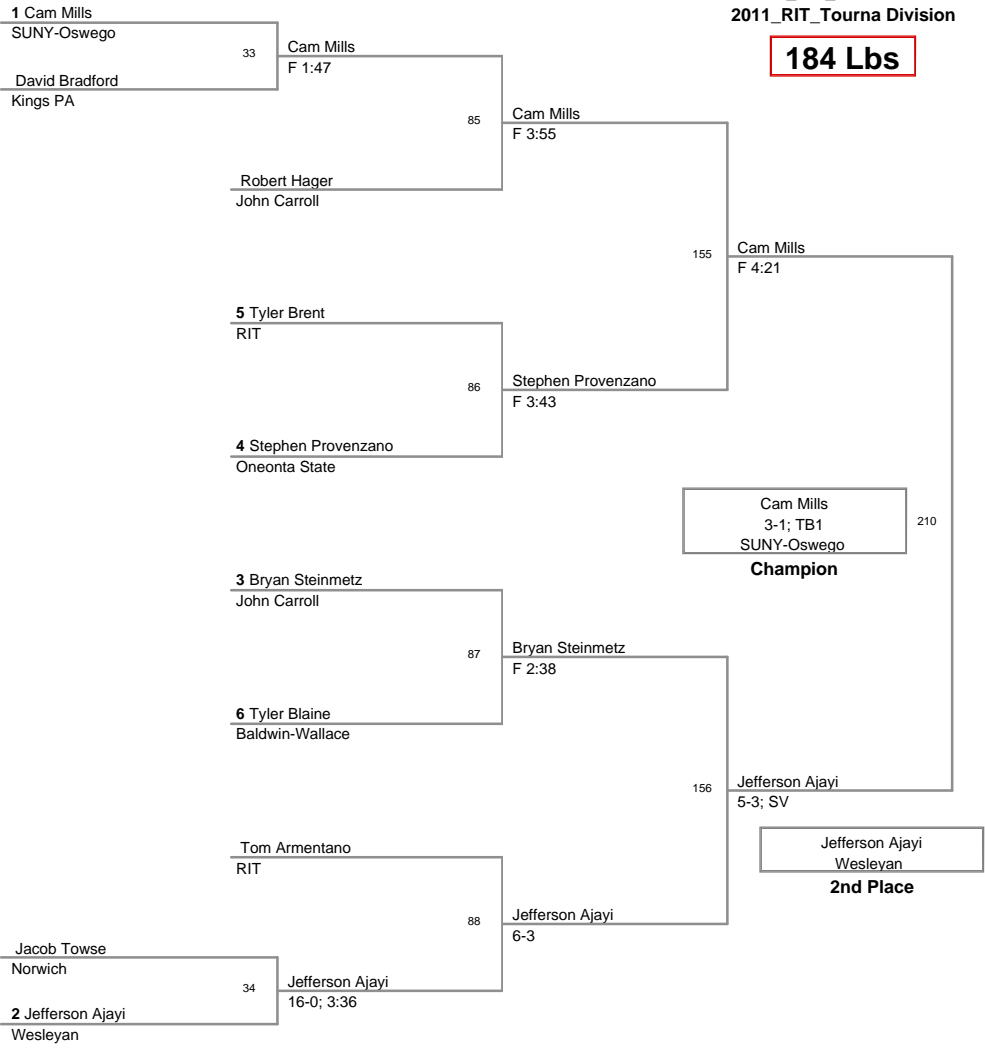 2011_RIT_Tourna Division
184 Lbs
1 Cam Mills
SUNY-Oswego
33
David Bradford
Kings PA
Cam Mills
F 1:47
85
Robert Hager
John Carroll
Cam Mills
F 3:55
155
5 Tyler Brent
RIT
86
4 Stephen Provenzano
Oneonta State
Stephen Provenzano
F 3:43
Cam Mills
F 4:21
Cam Mills
3-1; TB1
SUNY-Oswego
Champion
210
3 Bryan Steinmetz
John Carroll
87
6 Tyler Blaine
Baldwin-Wallace
Bryan Steinmetz
F 2:38
156
Jefferson Ajayi
5-3; SV
Jefferson Ajayi
Wesleyan
2nd Place
Tom Armentano
RIT
88
Jefferson Ajayi
6-3
Jacob Towse
Norwich
34
2 Jefferson Ajayi
Wesleyan
Jefferson Ajayi
16-0; 3:36